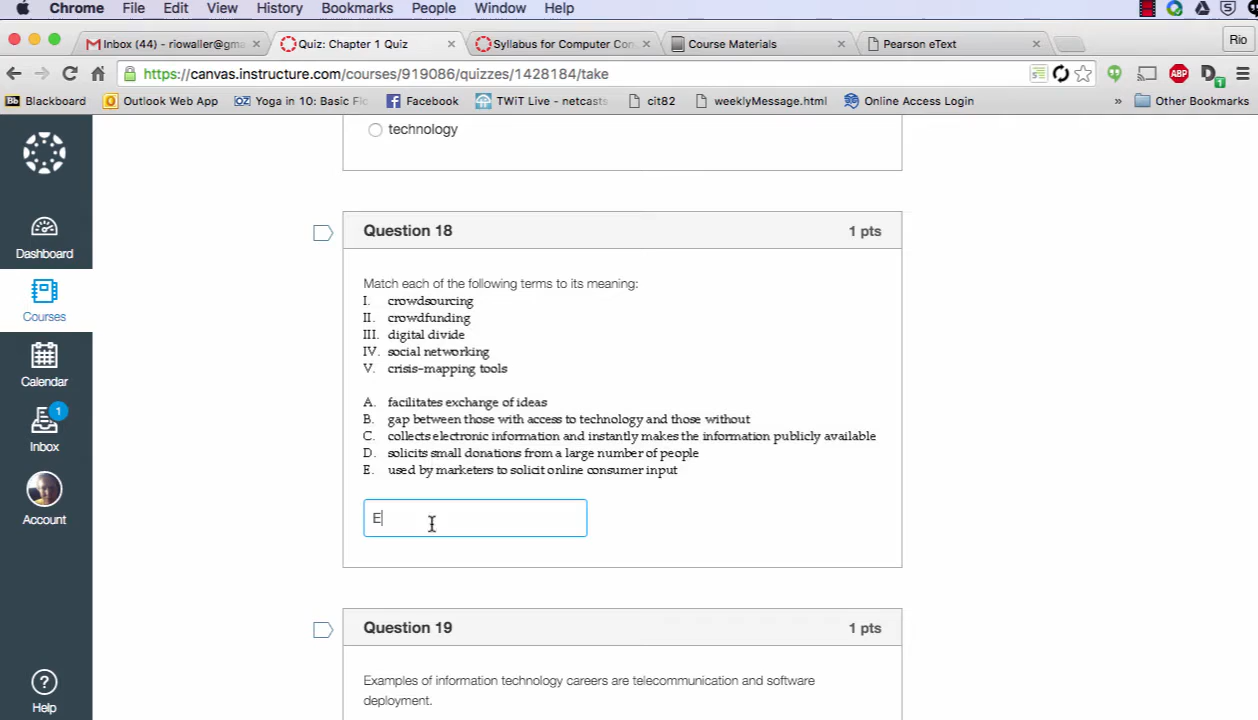 Chrome File Edit View History Bookmarks People Window Help
Inbox (44) - riowaller@gma
Quiz: Chapter 1 Quiz
Syllabus for Computer Con
Course Materials
Pearson eText
Rio
https://canvas.instructure.com/courses/919086/quizzes/1428184/take
ABP
D
1
Bb Blackboard
Outlook Web App
OZ Yoga in 10: Basic Fl
Facebook
TWiT Live - netcasts
cit82
weeklyMessage.html
Online Access Login
»
Other Bookmarks
technology
Dashboard
Courses
Calendar
1
Inbox
Account
Help
Question 18 1 pts
Match each of the following terms to its meaning:
I. crowdsourcing
II. crowdfunding
III. digital divide
IV. social networking
V. crisis-mapping tools
A. facilitates exchange of ideas
B. gap between those with access to technology and those without
C. collects electronic information and instantly makes the information publicly available
D. solicits small donations from a large number of people
E. used by marketers to solicit online consumer input
E
Question 19 1 pts
Examples of information technology careers are telecommunication and software
deployment.